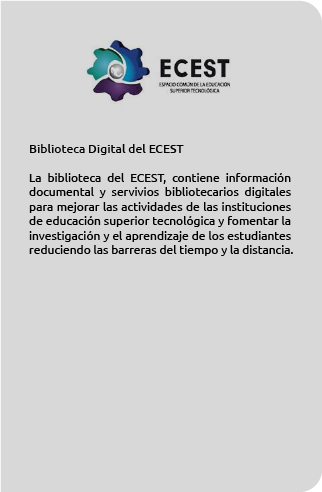 ECEST
ESPACIO COMÚN DE LA EDUCACIÓN
SUPERIOR TECNOLÓGICA
Biblioteca Digital del ECEST
La biblioteca del ECEST, contiene información
documental y servivios bibliotecarios digitales
para mejorar las actividades de las instituciones
de educación superior tecnológica y fomentar la
investigación y el aprendizaje de los estudiantes
reduciendo las barreras del tiempo y la distancia.